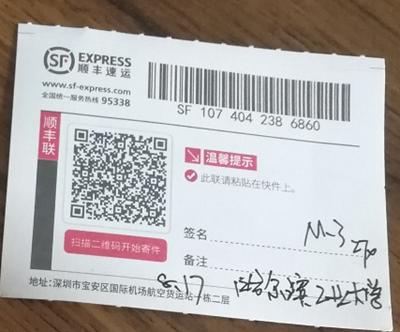 SF EXPRESS
顺丰速运
www.sf-express.com
全国统一服务热线 95338
SF 107 404 238 6860
顺丰联
温馨提示
此联请粘贴在快件上。
扫描二维码开始寄件
签名
M-3
备注
8.17 哈尔滨工业大学
地址:深圳市宝安区国际机场航空货运站一栋二层